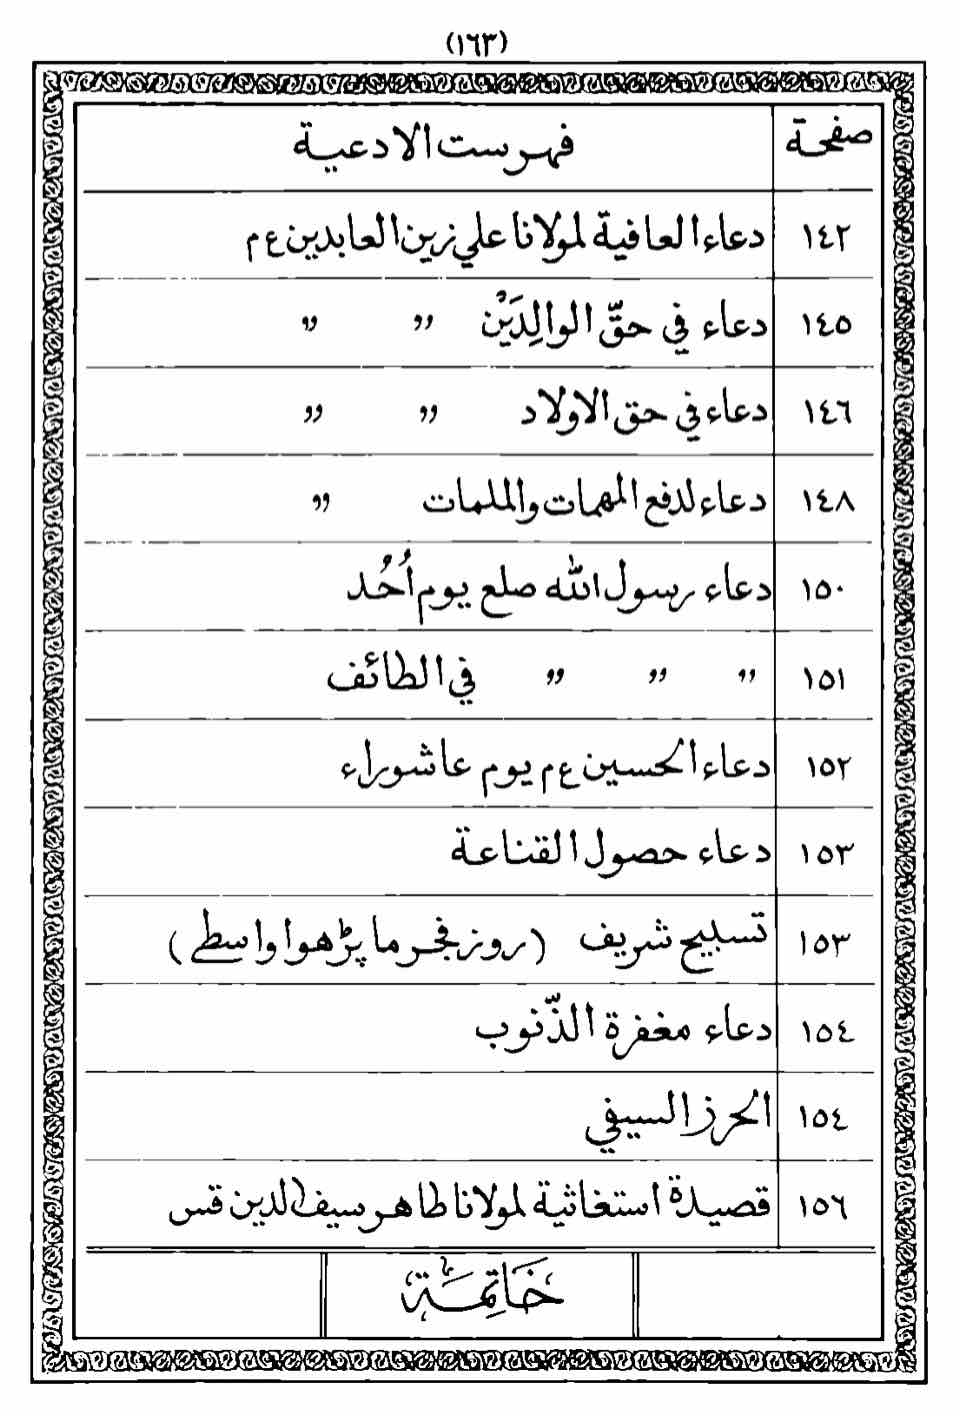 (١٦٣)
صفحة فهرست الادعية
١٤٢ دعاء العافية لمولانا علي زين العابدين ع م
١٤٥ دعاء في حقّ الوالِدَيْن " "
١٤٦ دعاء في حق الاولاد " "
١٤٨ دعاء لدفع المهمات والملمات "
١٥٠ دعاء رسول الله صلع يوم اُحُد
١٥١ " " " في الطائف
١٥٢ دعاء الحسين ع م يوم عاشوراء
١٥٣ دعاء حصول القناعة
١٥٣ تسبيح شريف (روز فجر ما پڑهوا واسطے)
١٥٤ دعاء مغفرة الذّنوب
١٥٤ الحرز السيفي
١٥٦ قصيدة استغاثية لمولانا طاهر سيف الدين قس
خَاتِمَة